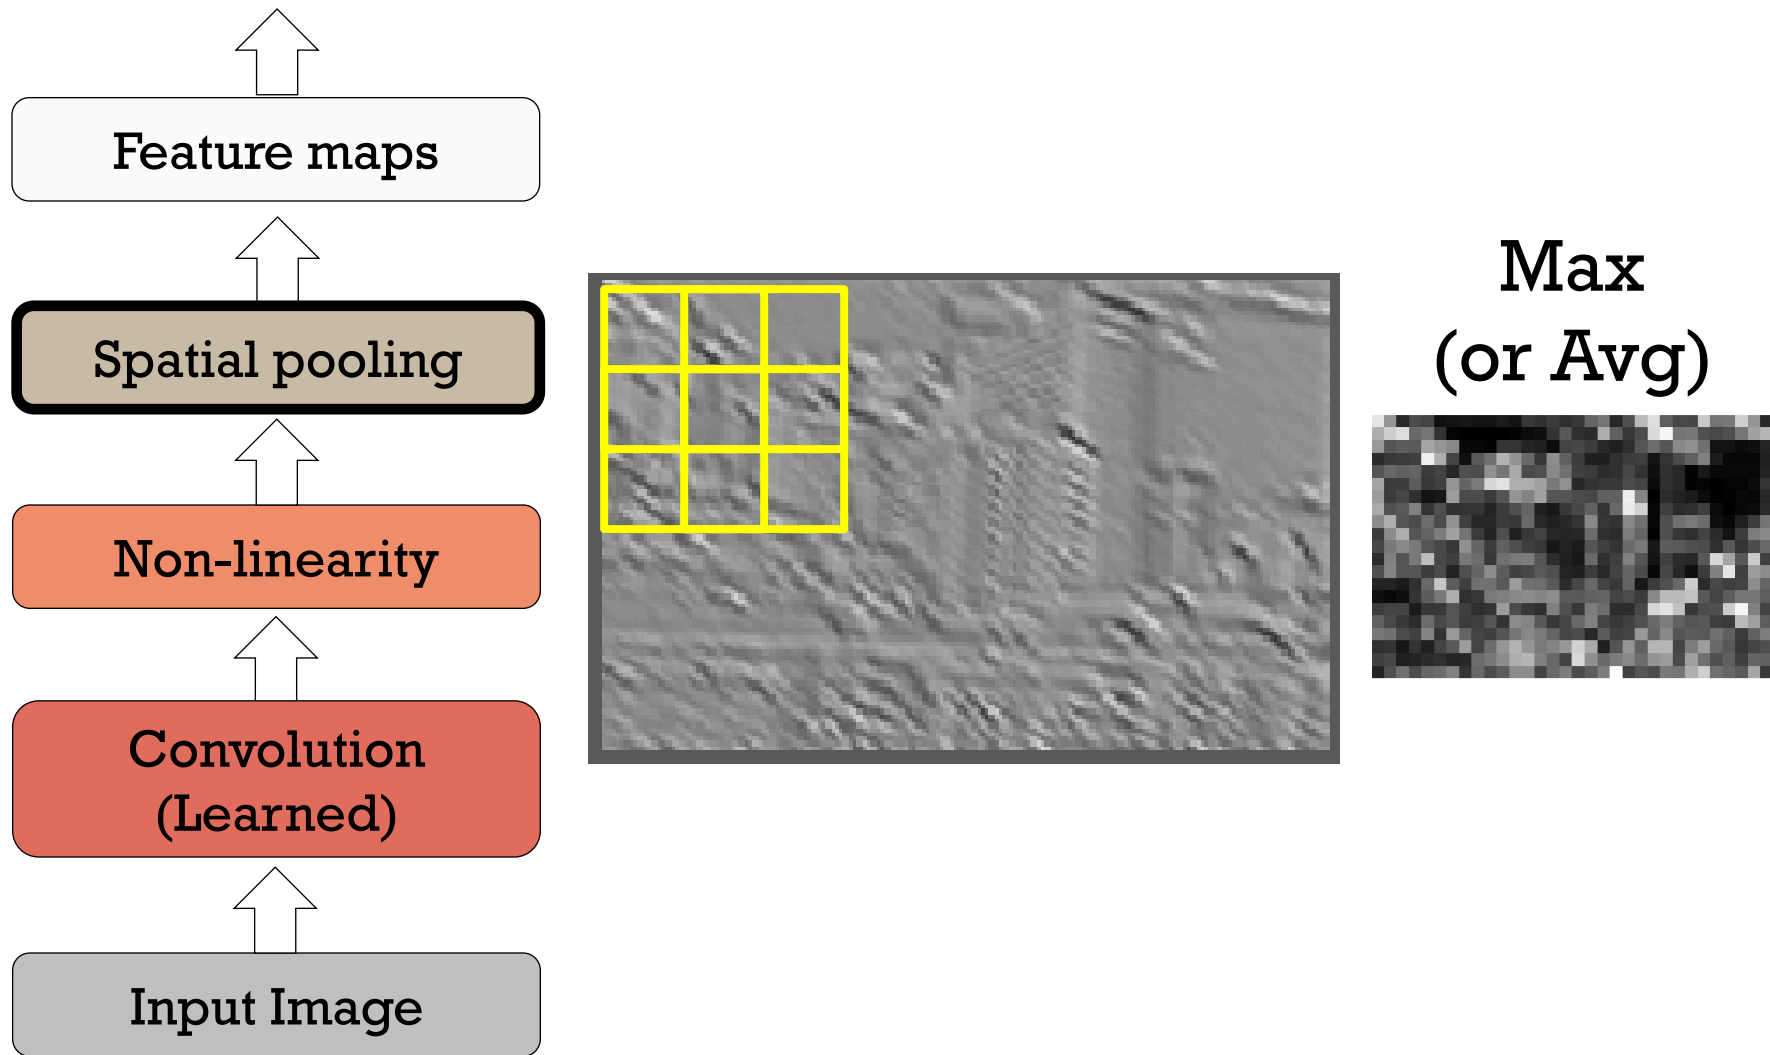 Feature maps
Spatial pooling
Non-linearity
Convolution
(Learned)
Input Image
Max
(or Avg)